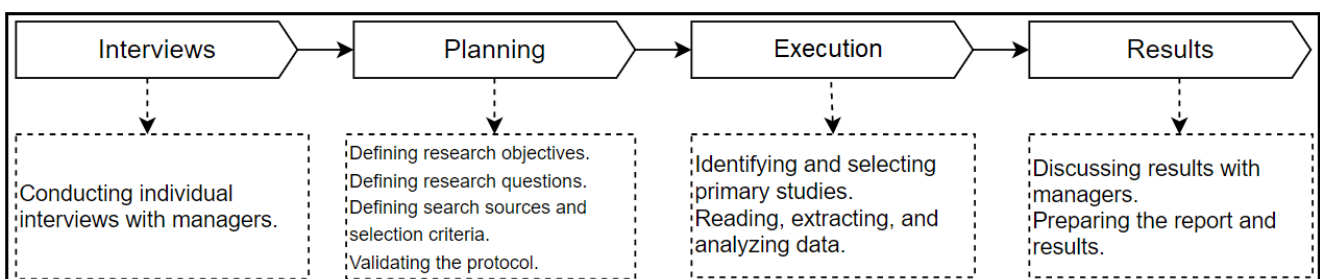 Interviews
Planning
Execution
Results
Conducting individual
interviews with managers.
Defining research objectives.
Defining research questions.
Defining search sources and
selection criteria.
Validating the protocol.
Identifying and selecting
primary studies.
Reading, extracting, and
analyzing data.
Discussing results with
managers.
Preparing the report and
results.